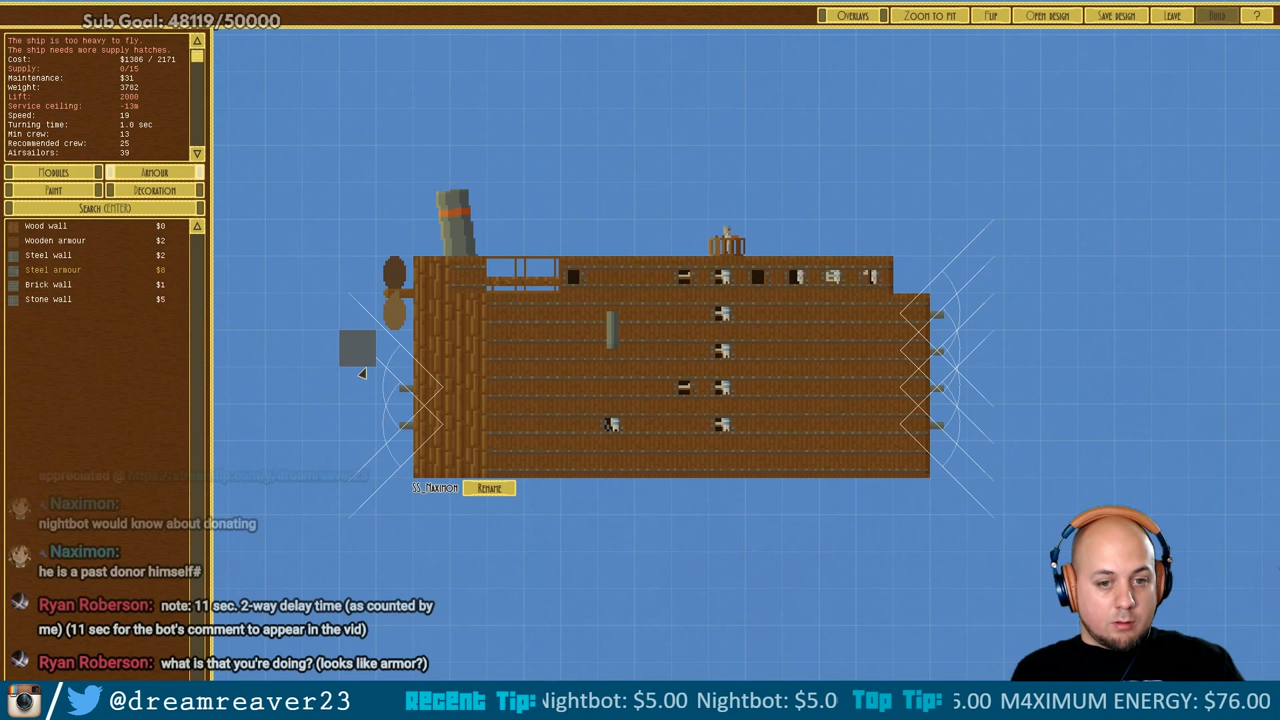 Sub Goal: 48119/50000
OVERLAYS ZOOM TO FIT FLIP OPEN DESIGN SAVE DESIGN LEAVE BUILD ?
The ship is too heavy to fly.
The ship needs more supply hatches.
Cost: $1386 / 2171
Supply: 0/15
Maintenance: $31
Weight: 3782
Lift: 2000
Service ceiling: -13m
Speed: 19
Turning time: 1.0 sec
Min crew: 13
Recommended crew: 25
Airsailors: 39
MODULES ARMOUR
PAINT DECORATION
SEARCH (ENTER)
Wood wall $0
Wooden armour $2
Steel wall $2
Steel armour $8
Brick wall $1
Stone wall $5
SS_NAXIMON RENAME
appreciated @
Naximon:
nightbot would know about donating
Naximon:
he is a past donor himself#
Ryan Roberson: note: 11 sec. 2-way delay time (as counted by
me) (11 sec for the bot's comment to appear in the vid)
Ryan Roberson: what is that you're doing? (looks like armor?)
@dreamreaver23 Recent Tip: Nightbot: $5.00 Nightbot: $5.0 Top Tip: 5.00 M4XIMUM ENERGY: $76.00